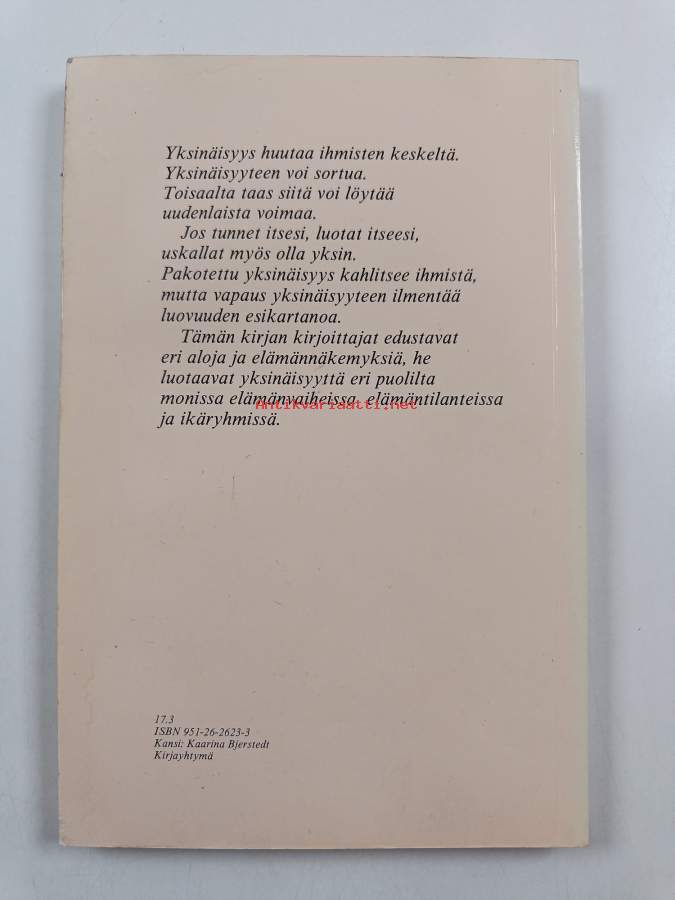 Yksinäisyys huutaa ihmisten keskeltä.
Yksinäisyyteen voi sortua.
Toisaalta taas siitä voi löytää
uudenlaista voimaa.
Jos tunnet itsesi, luotat itseesi,
uskallat myös olla yksin.
Pakotettu yksinäisyys kahlitsee ihmistä,
mutta vapaus yksinäisyyteen ilmentää
luovuuden esikartanoa.
Tämän kirjan kirjoittajat edustavat
eri aloja ja elämännäkemyksiä, he
luotaavat yksinäisyyttä eri puolilta
monissa elämänvaiheissa, elämäntilanteissa
Antikvariaatti.net
ja ikäryhmissä.
17.3
ISBN 951-26-2623-3
Kansi: Kaarina Bjerstedt
Kirjayhtymä